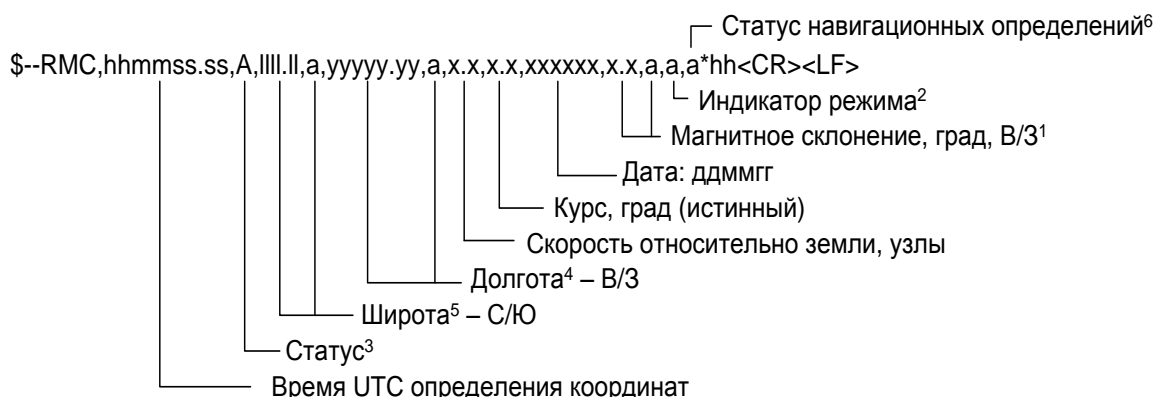 Статус навигационных определений⁶
$--RMC,hhmmss.ss,A,llll.ll,a,yyyyy.yy,a,x.x,x.x,xxxxxx,x.x,a,a,a*hh<CR><LF>
Индикатор режима²
Магнитное склонение, град, В/З¹
Дата: ддммгг
Курс, град (истинный)
Скорость относительно земли, узлы
Долгота⁴ – В/З
Широта⁵ – С/Ю
Статус³
Время UTC определения координат